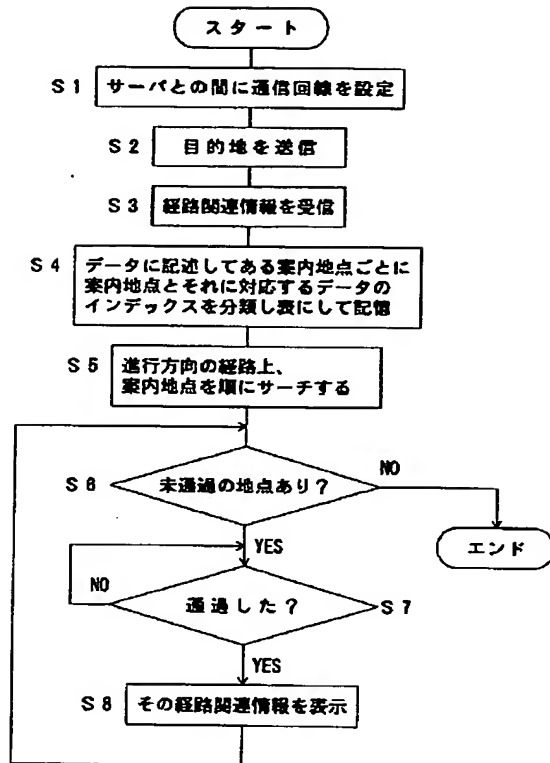 スタート
S1 サーバとの間に通信回線を設定
S2 目的地を送信
S3 経路関連情報を受信
S4 データに記述してある案内地点ごとに
案内地点とそれに対応するデータの
インデックスを分類し表にして記憶
S5 進行方向の経路上、
案内地点を順にサーチする
S6 未通過の地点あり?
NO
エンド
YES
NO
通過した?
S7
YES
S8 その経路関連情報を表示